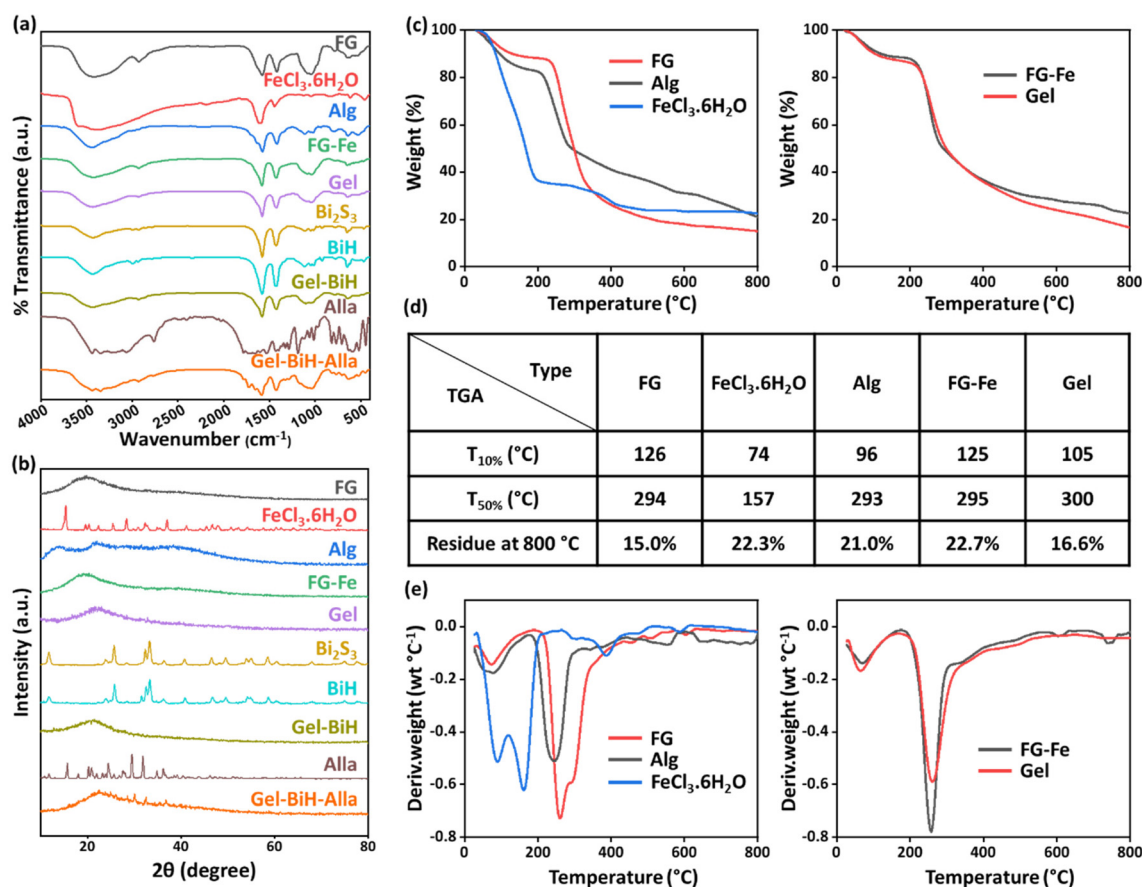 (a)
FG
FeCl₃.6H₂O
Alg
FG-Fe
Gel
Bi₂S₃
BiH
Gel-BiH
Alla
Gel-BiH-Alla
% Transmittance (a.u.)
4000 3500 3000 2500 2000 1500 1000 500
Wavenumber (cm⁻¹)
(b)
FG
FeCl₃.6H₂O
Alg
FG-Fe
Gel
Bi₂S₃
BiH
Gel-BiH
Alla
Gel-BiH-Alla
Intensity (a.u.)
20 40 60 80
2θ (degree)
(c)
100
80
60
40
20
0
Weight (%)
FG
Alg
FeCl₃.6H₂O
0 200 400 600 800
Temperature (°C)
100
80
60
40
20
0
Weight (%)
FG-Fe
Gel
0 200 400 600 800
Temperature (°C)
(d)
Type
TGA
FG FeCl₃.6H₂O Alg FG-Fe Gel
T₁₀% (°C) 126 74 96 125 105
T₅₀% (°C) 294 157 293 295 300
Residue at 800 °C 15.0% 22.3% 21.0% 22.7% 16.6%
(e)
0.0
-0.2
-0.4
-0.6
-0.8
Deriv.weight (wt °C⁻¹)
FG
Alg
FeCl₃.6H₂O
0 200 400 600 800
Temperature (°C)
0.0
-0.2
-0.4
-0.6
-0.8
Deriv.weight (wt °C⁻¹)
FG-Fe
Gel
0 200 400 600 800
Temperature (°C)